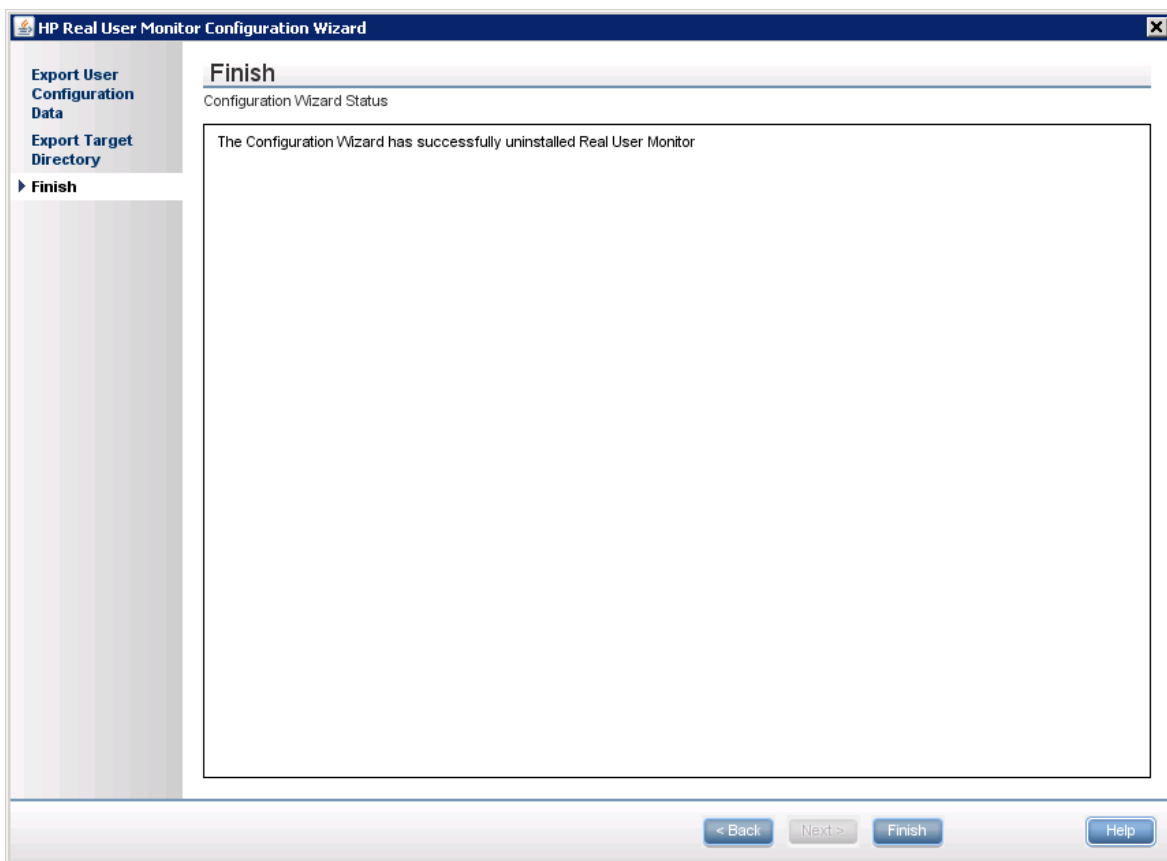 HP Real User Monitor Configuration Wizard
Export User
Configuration
Data
Export Target
Directory
Finish
Finish
Configuration Wizard Status
The Configuration Wizard has successfully uninstalled Real User Monitor
< Back
Next >
Finish
Help